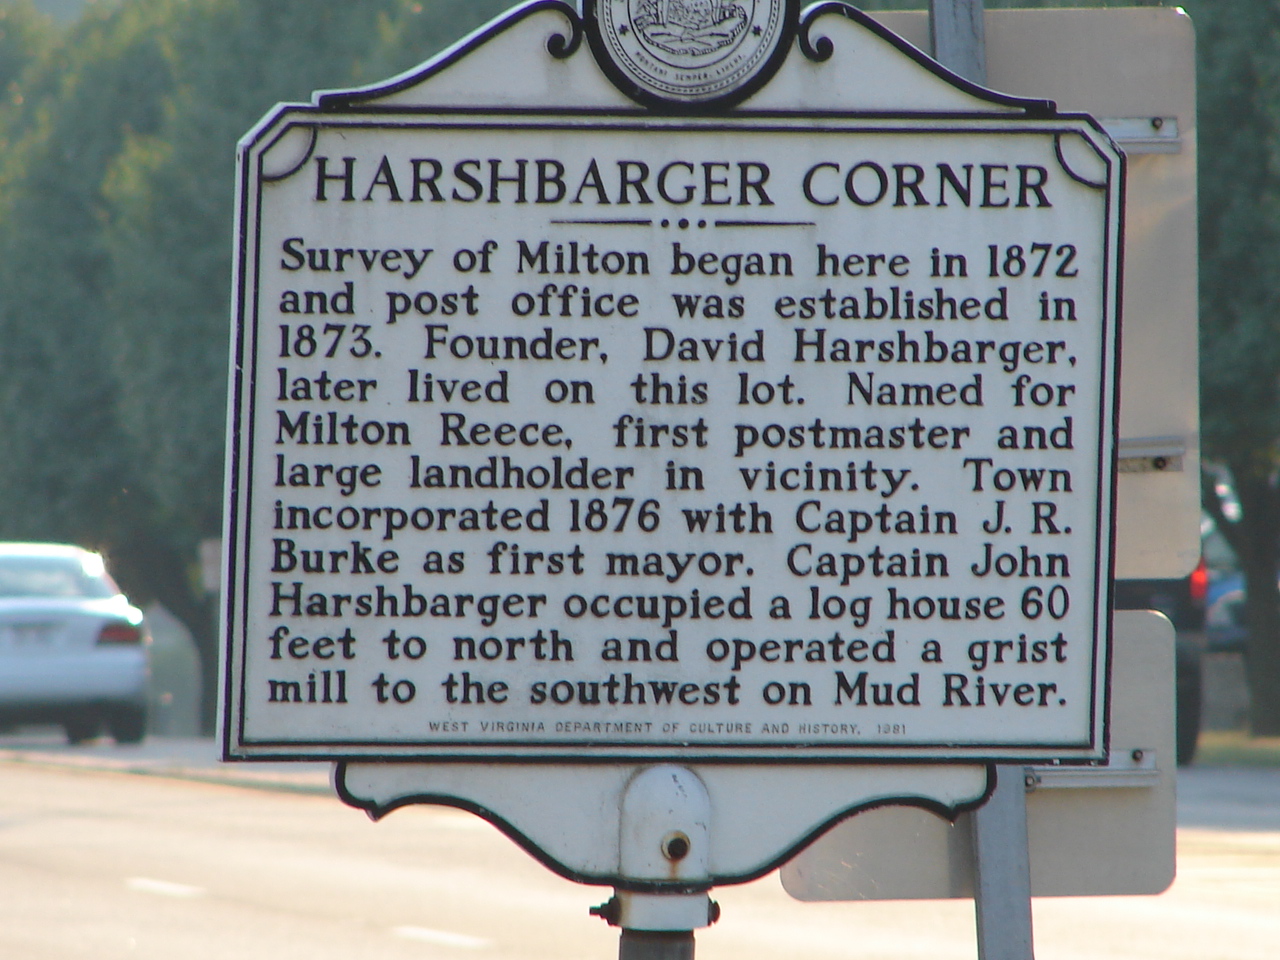 MONTANI SEMPER LIBERI
HARSHBARGER CORNER
Survey of Milton began here in 1872
and post office was established in
1873. Founder, David Harshbarger,
later lived on this lot. Named for
Milton Reece, first postmaster and
large landholder in vicinity. Town
incorporated 1876 with Captain J. R.
Burke as first mayor. Captain John
Harshbarger occupied a log house 60
feet to north and operated a grist
mill to the southwest on Mud River.
WEST VIRGINIA DEPARTMENT OF CULTURE AND HISTORY, 1981